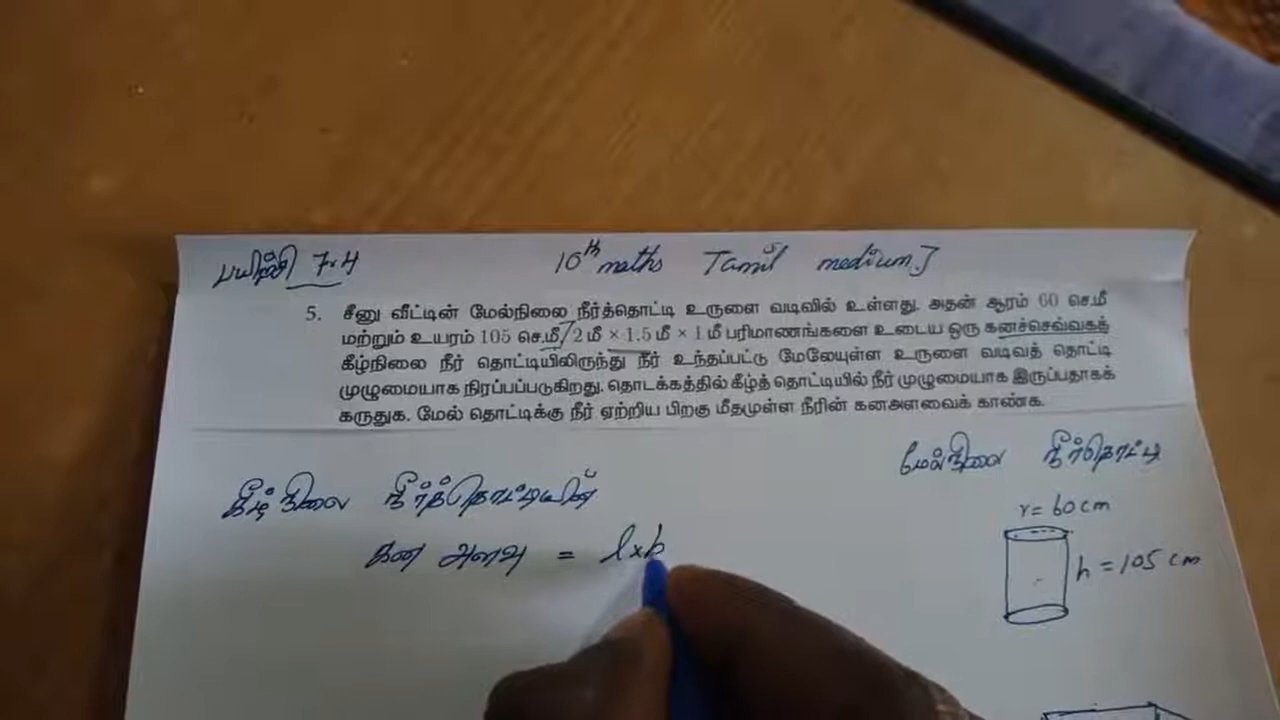 பயிற்சி 7.4 10th maths Tamil medium]
5. சீனு வீட்டின் மேல்நிலை நீர்த்தொட்டி உருளை வடிவில் உள்ளது. அதன் ஆரம் 60 செ.மீ
மற்றும் உயரம் 105 செ.மீ/ 2 மீ × 1.5 மீ × 1 மீ பரிமாணங்களை உடைய ஒரு கனச்செவ்வகத்
கீழ்நிலை நீர் தொட்டியிலிருந்து நீர் உந்தப்பட்டு மேலேயுள்ள உருளை வடிவத் தொட்டி
முழுமையாக நிரப்பப்படுகிறது. தொடக்கத்தில் கீழ்த் தொட்டியில் நீர் முழுமையாக இருப்பதாகக்
கருதுக. மேல் தொட்டிக்கு நீர் ஏற்றிய பிறகு மீதமுள்ள நீரின் கனஅளவைக் காண்க.
மேல்நிலை நீர்தொட்டி
கீழ்நிலை நீர்த்தொட்டியின்
r = 60 cm
கன அளவு = l×b
h = 105 cm